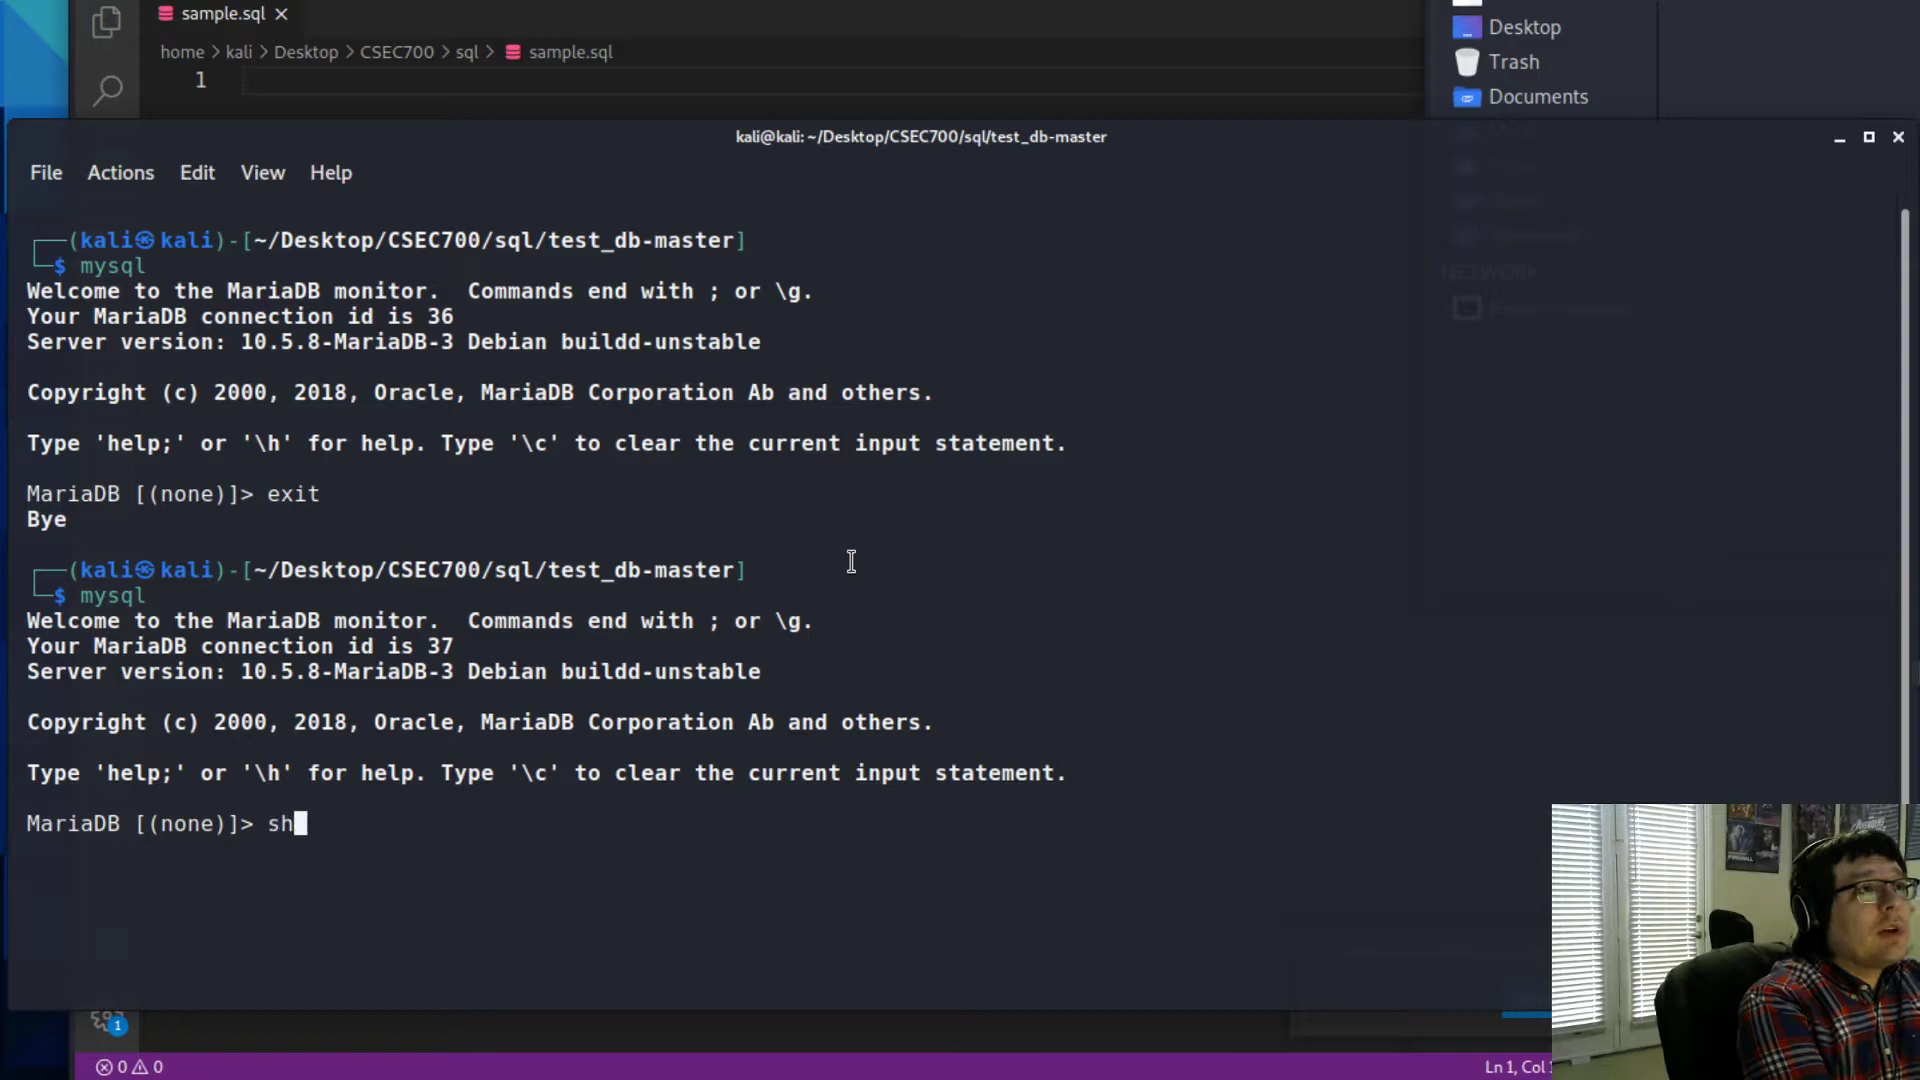 sample.sql
home > kali > Desktop > CSEC700 > sql > sample.sql
1
Desktop
Trash
Documents
kali@kali: ~/Desktop/CSEC700/sql/test_db-master
File Actions Edit View Help
NETWORK
(kali㉿kali)-[~/Desktop/CSEC700/sql/test_db-master]
$ mysql
Welcome to the MariaDB monitor.  Commands end with ; or \g.
Your MariaDB connection id is 36
Server version: 10.5.8-MariaDB-3 Debian buildd-unstable
Copyright (c) 2000, 2018, Oracle, MariaDB Corporation Ab and others.
Type 'help;' or '\h' for help. Type '\c' to clear the current input statement.
MariaDB [(none)]> exit
Bye
(kali㉿kali)-[~/Desktop/CSEC700/sql/test_db-master]
$ mysql
Welcome to the MariaDB monitor.  Commands end with ; or \g.
Your MariaDB connection id is 37
Server version: 10.5.8-MariaDB-3 Debian buildd-unstable
Copyright (c) 2000, 2018, Oracle, MariaDB Corporation Ab and others.
Type 'help;' or '\h' for help. Type '\c' to clear the current input statement.
MariaDB [(none)]> sh
1
0 0
Ln 1, Col